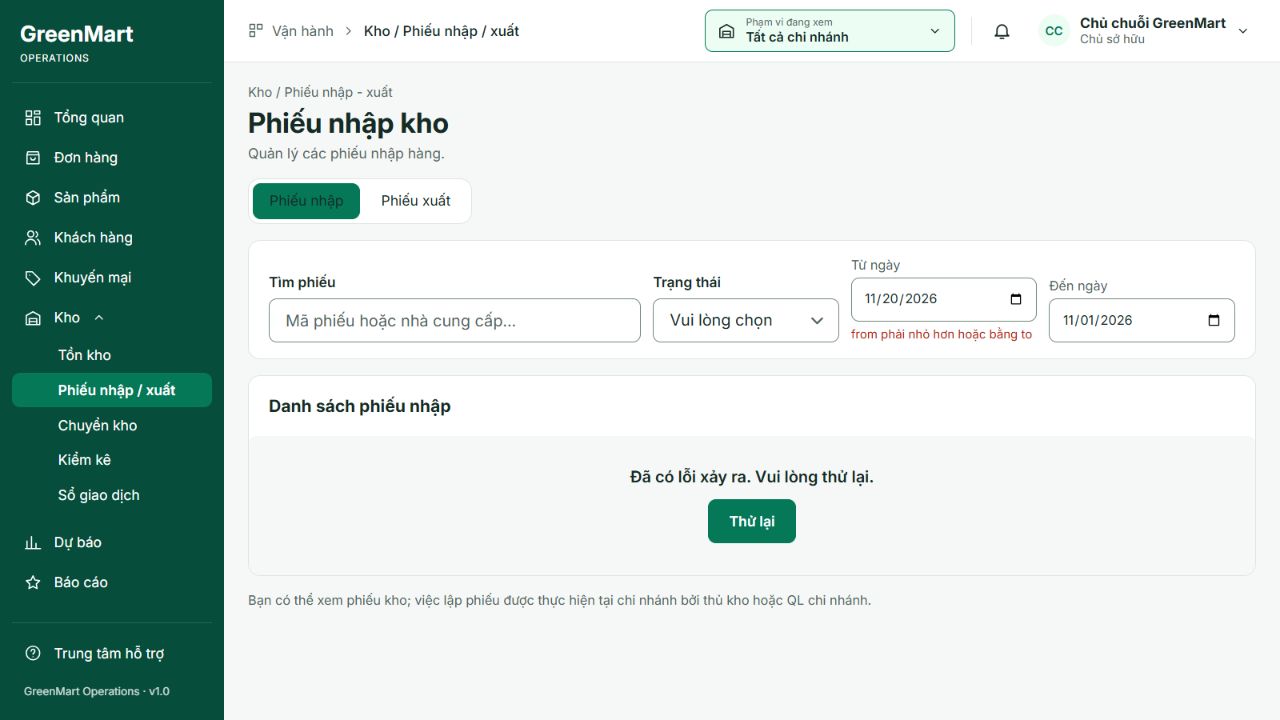 GreenMart
OPERATIONS
Tổng quan
Đơn hàng
Sản phẩm
Khách hàng
Khuyến mại
Kho
Tồn kho
Phiếu nhập / xuất
Chuyển kho
Kiểm kê
Sổ giao dịch
Dự báo
Báo cáo
Trung tâm hỗ trợ
GreenMart Operations · v1.0
Vận hành > Kho / Phiếu nhập / xuất
Phạm vi đang xem
Tất cả chi nhánh
CC
Chủ chuỗi GreenMart
Chủ sở hữu
Kho / Phiếu nhập - xuất
Phiếu nhập kho
Quản lý các phiếu nhập hàng.
Phiếu nhập
Phiếu xuất
Tìm phiếu
Mã phiếu hoặc nhà cung cấp...
Trạng thái
Vui lòng chọn
Từ ngày
11/20/2026
from phải nhỏ hơn hoặc bằng to
Đến ngày
11/01/2026
Danh sách phiếu nhập
Đã có lỗi xảy ra. Vui lòng thử lại.
Thử lại
Bạn có thể xem phiếu kho; việc lập phiếu được thực hiện tại chi nhánh bởi thủ kho hoặc QL chi nhánh.